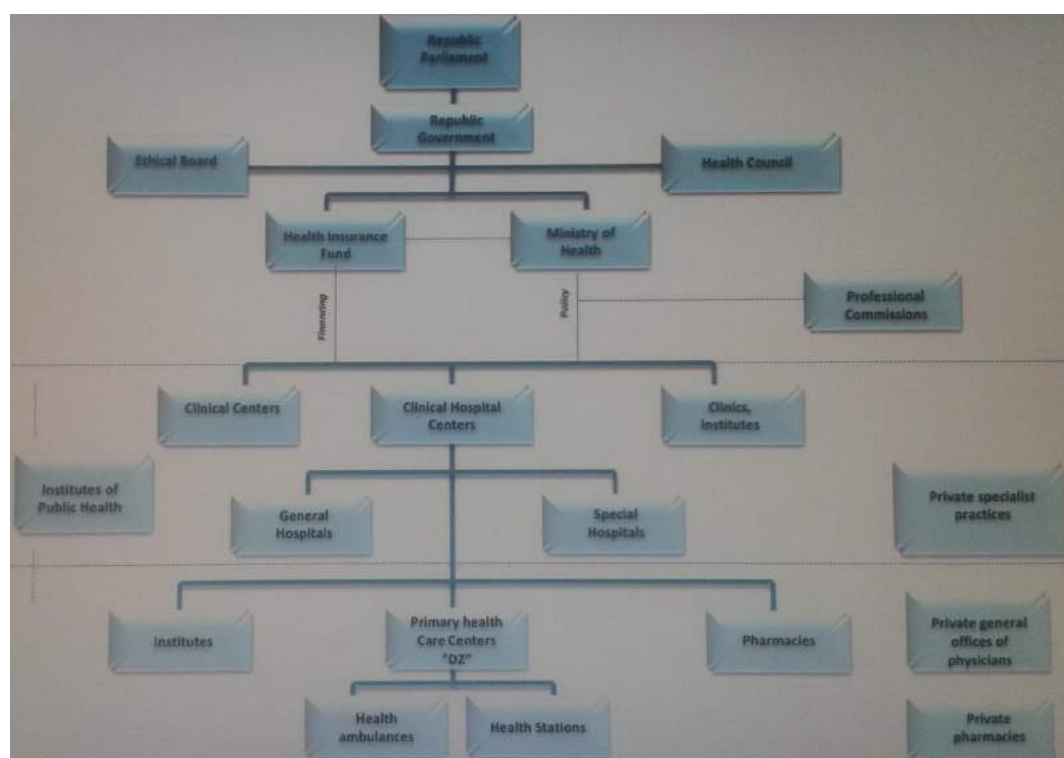 Republic
Parliament
Republic
Government
Eshical Board
Health Council
Health Insurance
Fund
Ministry of
Health
Financing
Policy
Professional
Commissions
Clinical Centers
Clinical Hospital
Centers
Clinics,
institutes
Institutes of
Public Health
General
Hospitals
Special
Hospitals
Private specialist
practices
Institutes
Primary health
Care Centers
"DZ"
Pharmacies
Private general
offices of
physicians
Health
ambulances
Health Stations
Private
pharmacies